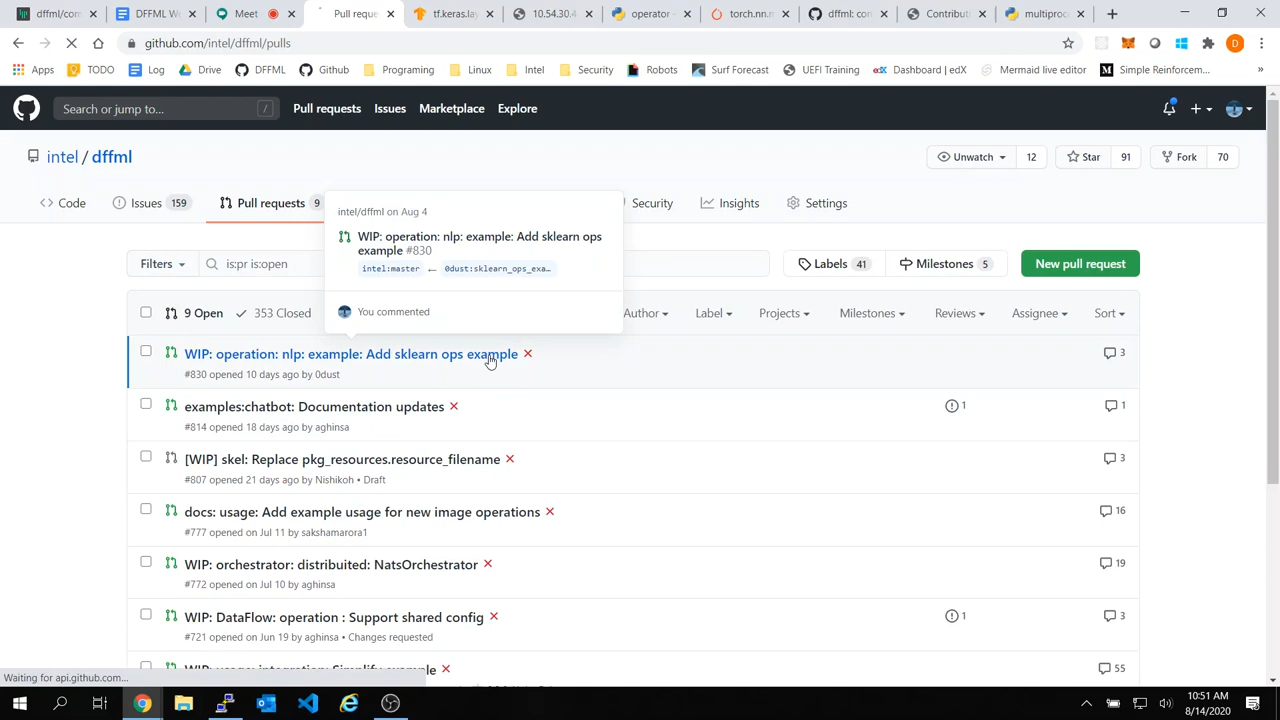 dffml/com
DFFML W
Meet
Pull reque
tf.keras.lay
10.54.30.4
operator –
torch.nn.m
dffml: con
Contribut
multiproc
github.com/intel/dffml/pulls
D
Apps
TODO
Log
Drive
DFFML
Github
Programing
Linux
Intel
Security
Robots
Surf Forecast
UEFI Training
Dashboard | edX
Mermaid live editor
Simple Reinforcem...
»
Search or jump to...
/
Pull requests
Issues
Marketplace
Explore
intel / dffml
Unwatch
12
Star
91
Fork
70
Code
Issues 159
Pull requests 9
Security
Insights
Settings
intel/dffml on Aug 4
WIP: operation: nlp: example: Add sklearn ops
example #830
intel:master ← 0dust:sklearn_ops_exa…
You commented
Filters
is:pr is:open
Labels 41
Milestones 5
New pull request
9 Open
353 Closed
Author
Label
Projects
Milestones
Reviews
Assignee
Sort
WIP: operation: nlp: example: Add sklearn ops example
3
#830 opened 10 days ago by 0dust
examples:chatbot: Documentation updates
1
1
#814 opened 18 days ago by aghinsa
[WIP] skel: Replace pkg_resources.resource_filename
3
#807 opened 21 days ago by Nishikoh • Draft
docs: usage: Add example usage for new image operations
16
#777 opened on Jul 11 by sakshamarora1
WIP: orchestrator: distribuited: NatsOrchestrator
19
#772 opened on Jul 10 by aghinsa
WIP: DataFlow: operation : Support shared config
1
3
#721 opened on Jun 19 by aghinsa • Changes requested
WIP: usage: integration: Simplify example
55
Waiting for api.github.com...
10:51 AM
8/14/2020